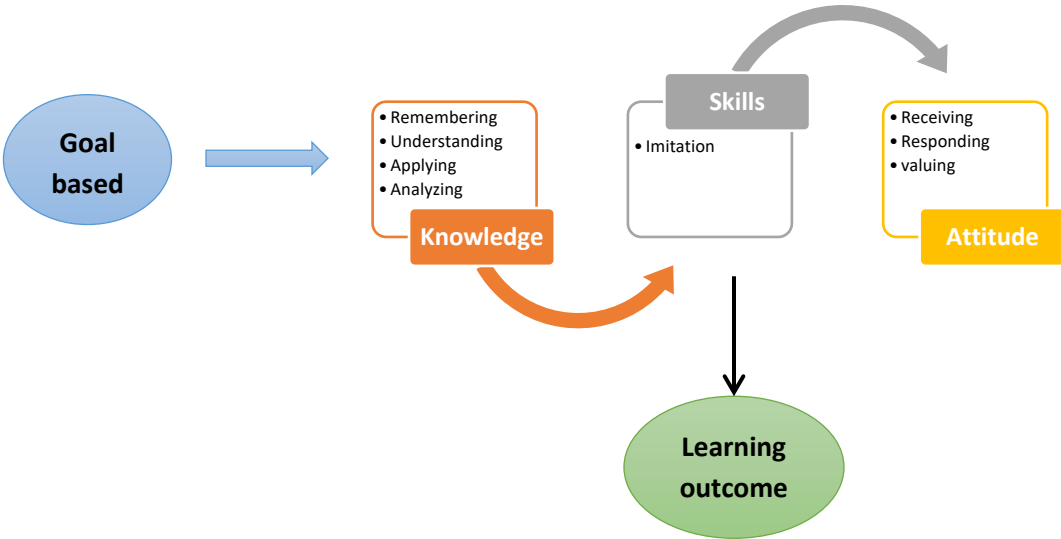 Goal
based
• Remembering
• Understanding
• Applying
• Analyzing
Knowledge
Skills
• Imitation
• Receiving
• Responding
• valuing
Attitude
Learning
outcome